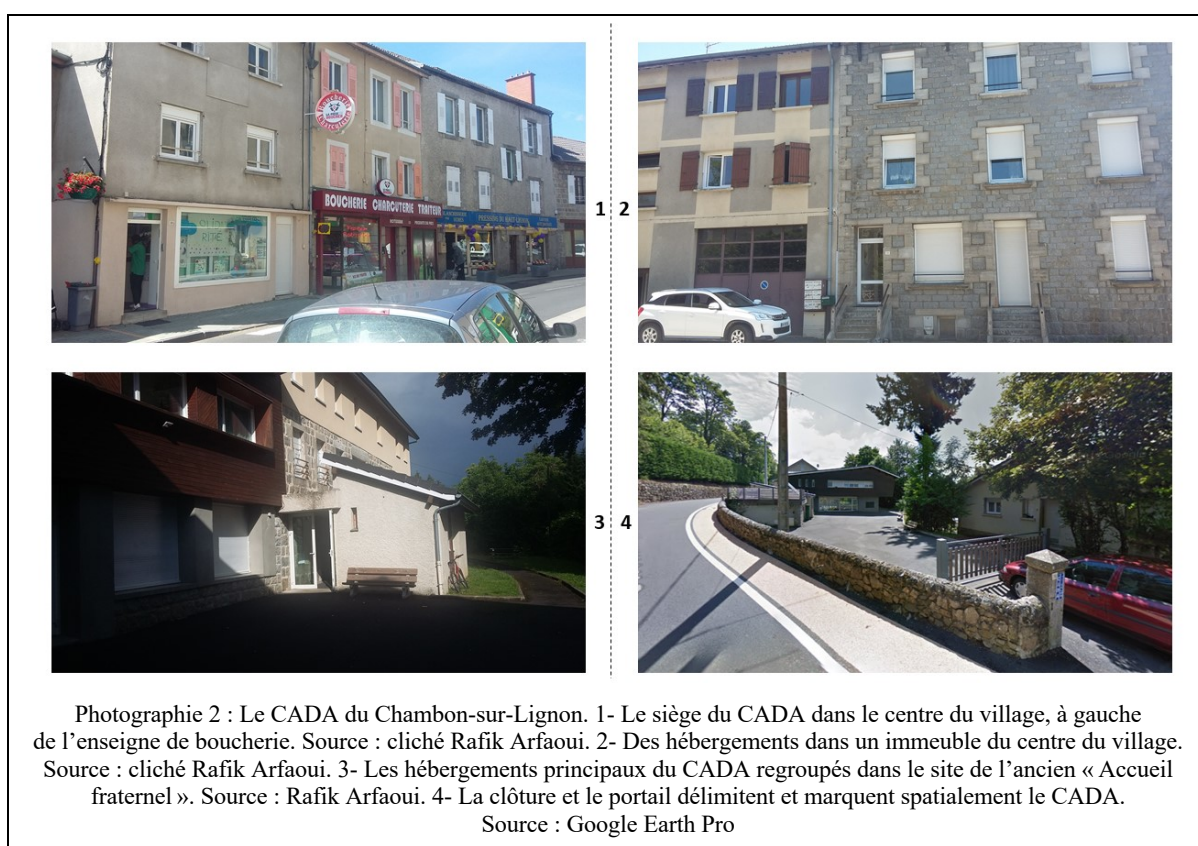 BOUCHERIE CHARCUTERIE TRAITEUR
1
2
3
4
Photographie 2 : Le CADA du Chambon-sur-Lignon. 1- Le siège du CADA dans le centre du village, à gauche
de l’enseigne de boucherie. Source : cliché Rafik Arfaoui. 2- Des hébergements dans un immeuble du centre du village.
Source : cliché Rafik Arfaoui. 3- Les hébergements principaux du CADA regroupés dans le site de l’ancien « Accueil
fraternel ». Source : Rafik Arfaoui. 4- La clôture et le portail délimitent et marquent spatialement le CADA.
Source : Google Earth Pro